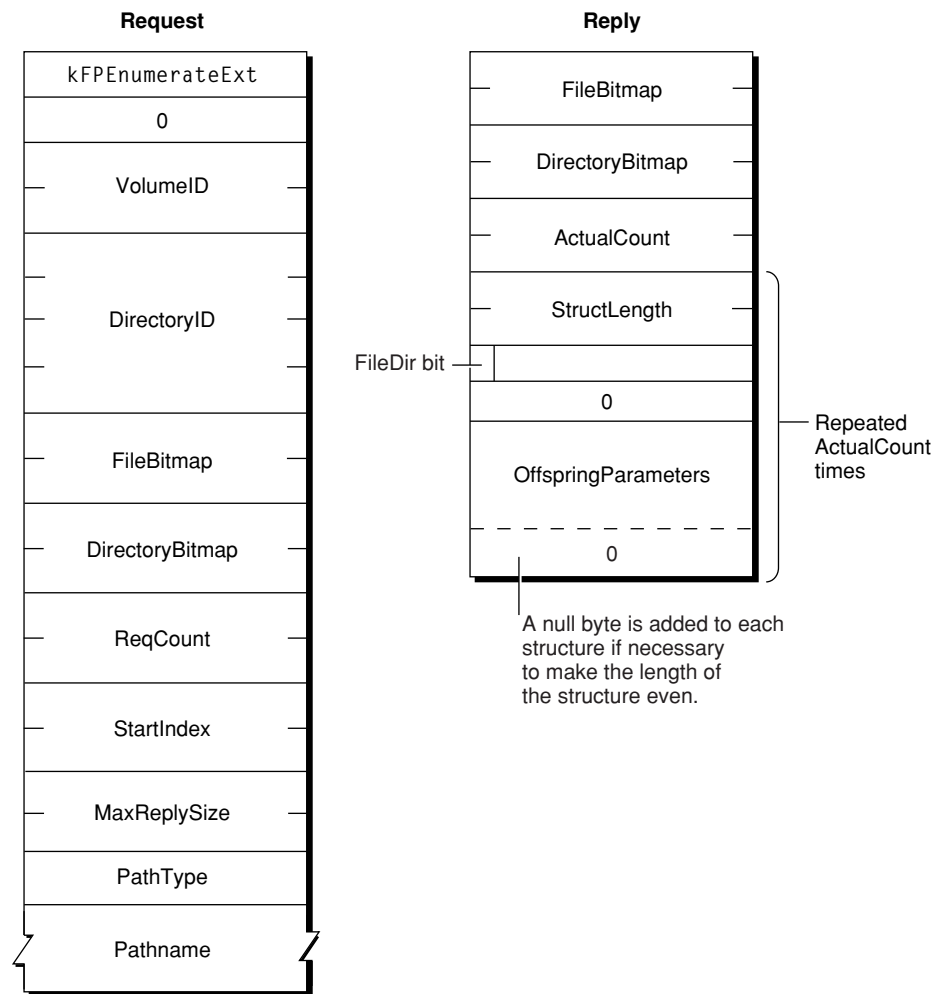 Request
kFPEnumerateExt
0
VolumeID
DirectoryID
FileBitmap
DirectoryBitmap
ReqCount
StartIndex
MaxReplySize
PathType
Pathname
Reply
FileBitmap
DirectoryBitmap
ActualCount
StructLength
FileDir bit
0
OffspringParameters
0
Repeated
ActualCount
times
A null byte is added to each
structure if necessary
to make the length of
the structure even.